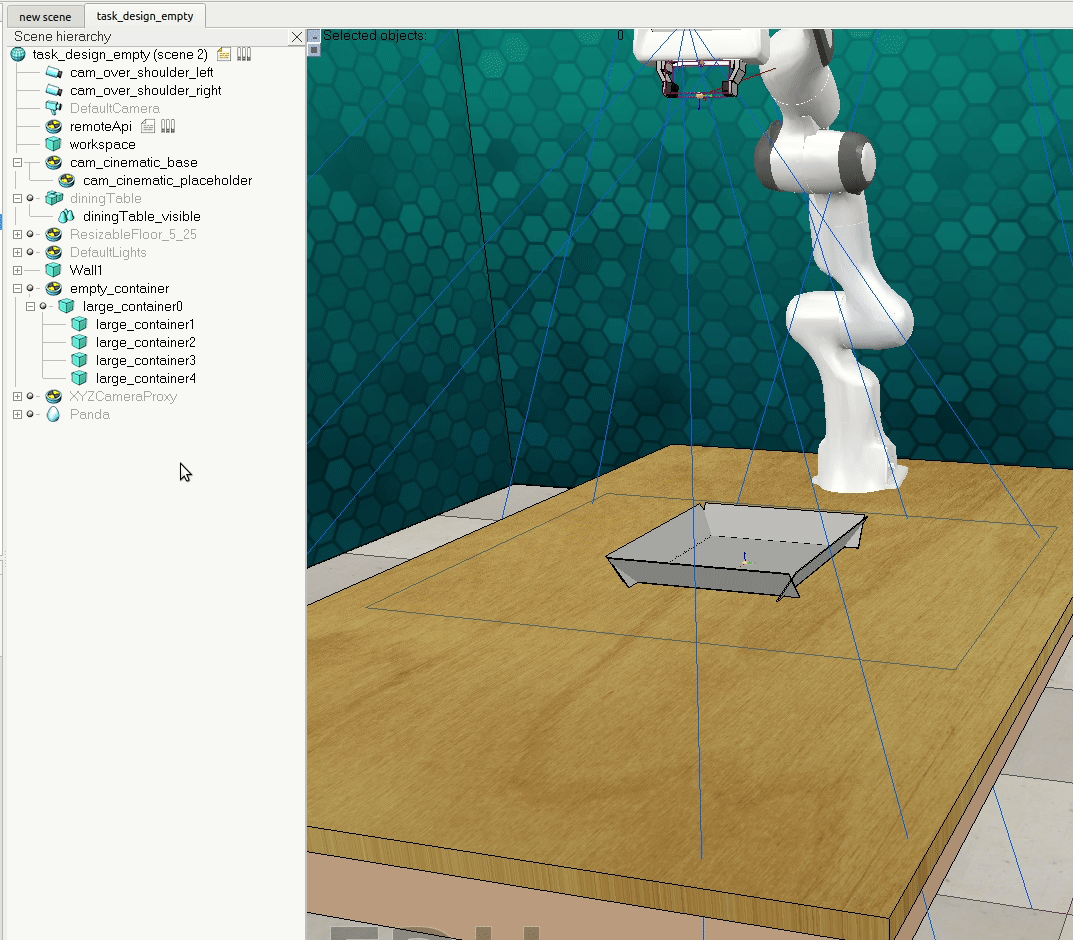 new scene
task_design_empty
Scene hierarchy
Selected objects: 0
task_design_empty (scene 2)
cam_over_shoulder_left
cam_over_shoulder_right
DefaultCamera
remoteApi
workspace
cam_cinematic_base
cam_cinematic_placeholder
diningTable
diningTable_visible
ResizableFloor_5_25
DefaultLights
Wall1
empty_container
large_container0
large_container1
large_container2
large_container3
large_container4
XYZCameraProxy
Panda